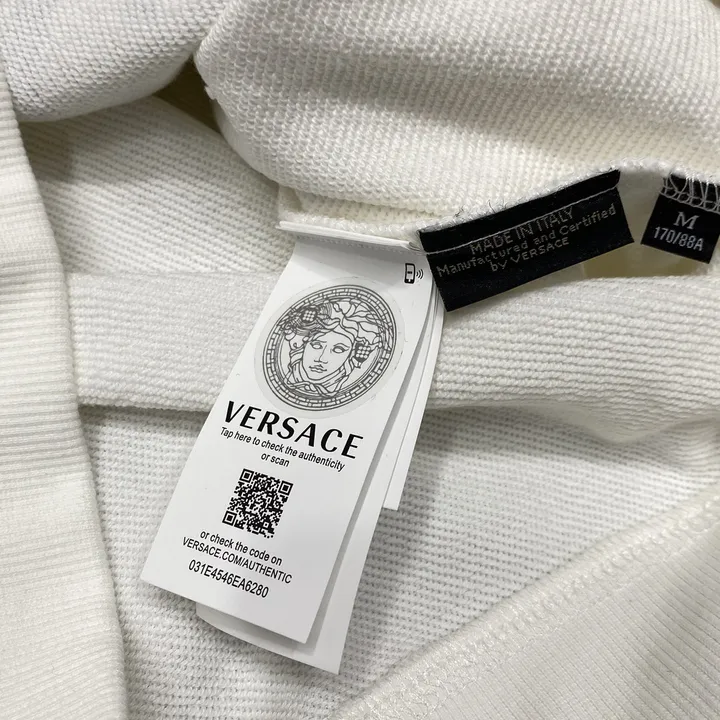 MADE IN ITALY
Manufactured and Certified
by VERSACE
M
170/88A
VERSACE
Tap here to check the authenticity
or scan
or check the code on
VERSACE.COM/AUTHENTIC
031E4546EA6280